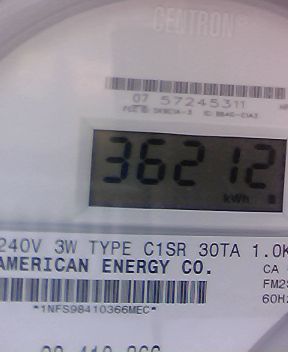 CENTRON®
07 57245311
36212
kWh
240V 3W TYPE C1SR 30TA 1.0K
AMERICAN ENERGY CO.
CA
FM2S
60Hz
*1NFS98410366MEC*